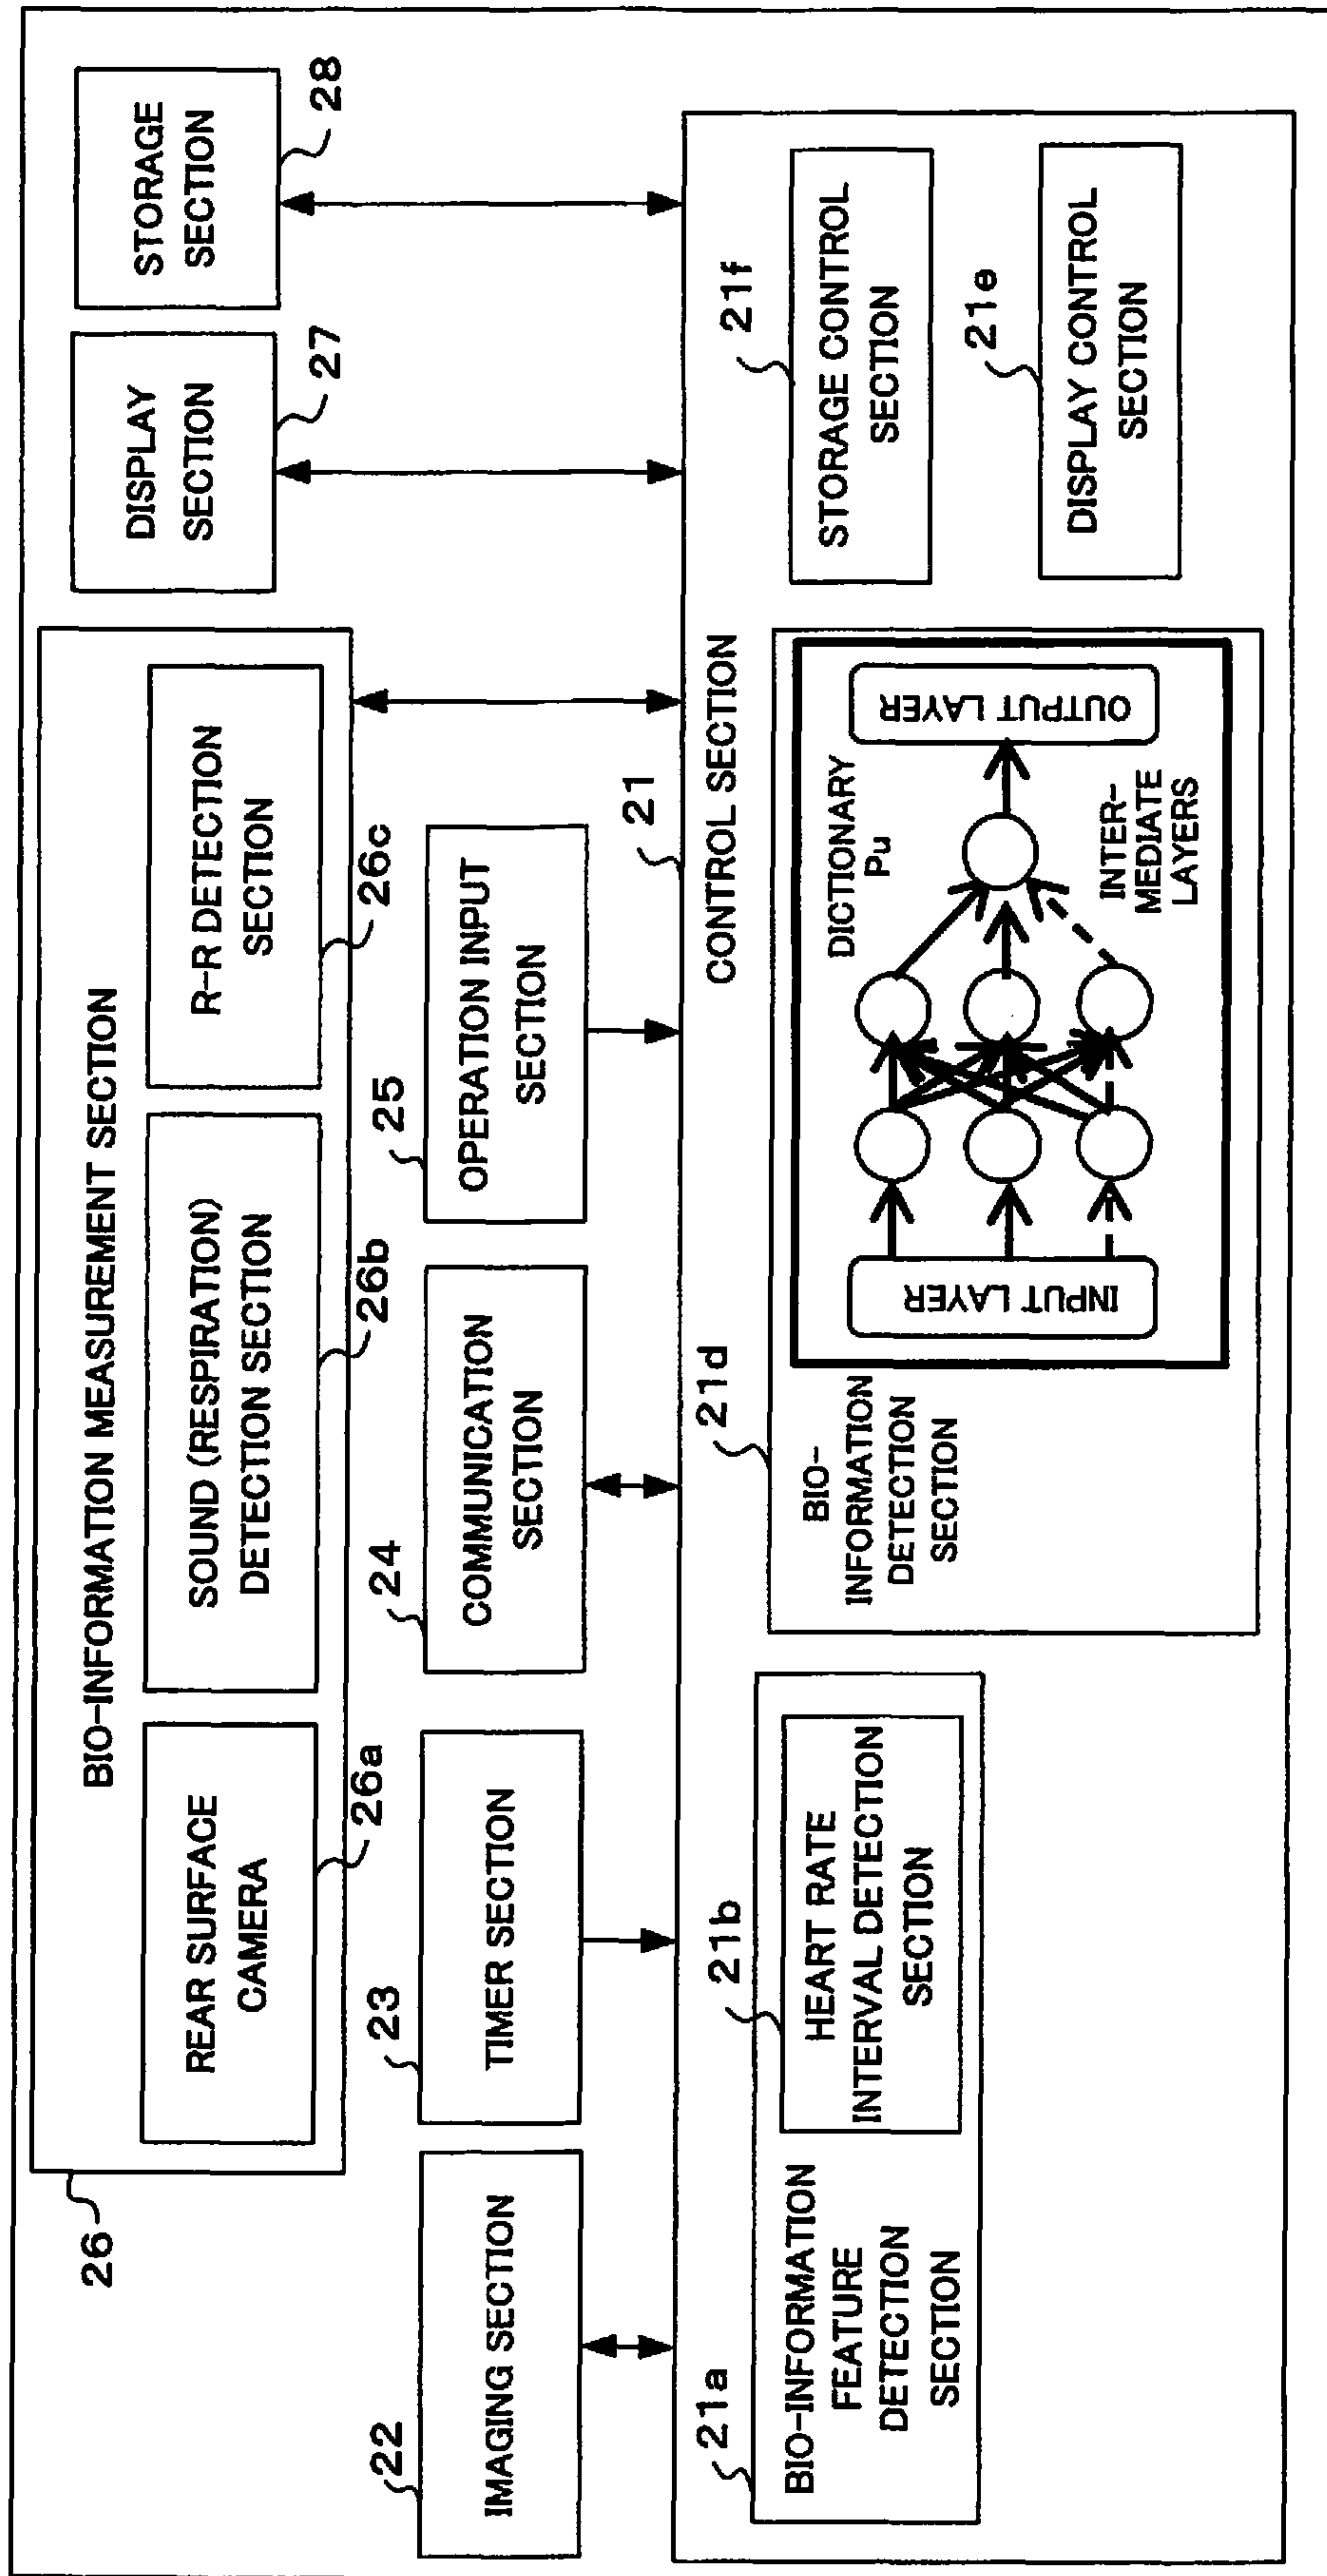 26
BIO-INFORMATION MEASUREMENT SECTION
REAR SURFACE
CAMERA
26a
SOUND (RESPIRATION)
DETECTION SECTION
26b
R-R DETECTION
SECTION
26c
DISPLAY
SECTION
27
STORAGE
SECTION
28
22
IMAGING SECTION
23
TIMER SECTION
24
COMMUNICATION
SECTION
25
OPERATION INPUT
SECTION
21
CONTROL SECTION
21a
BIO-INFORMATION
FEATURE
DETECTION
SECTION
21b
HEART RATE
INTERVAL DETECTION
SECTION
21d
BIO-
INFORMATION
DETECTION
SECTION
INPUT LAYER
DICTIONARY
Pu
INTER-
MEDIATE
LAYERS
OUTPUT LAYER
21f
STORAGE CONTROL
SECTION
21e
DISPLAY CONTROL
SECTION